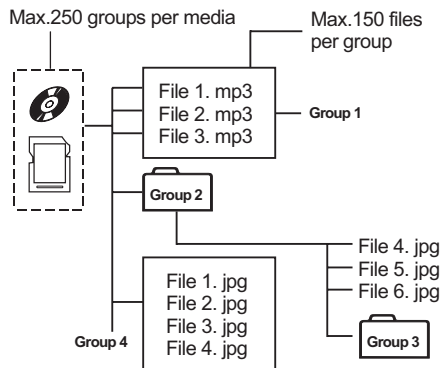 Max.250 groups per media
Max.150 files
per group
File 1. mp3
File 2. mp3
File 3. mp3
Group 1
Group 2
File 4. jpg
File 5. jpg
File 6. jpg
Group 3
File 1. jpg
File 2. jpg
File 3. jpg
File 4. jpg
Group 4